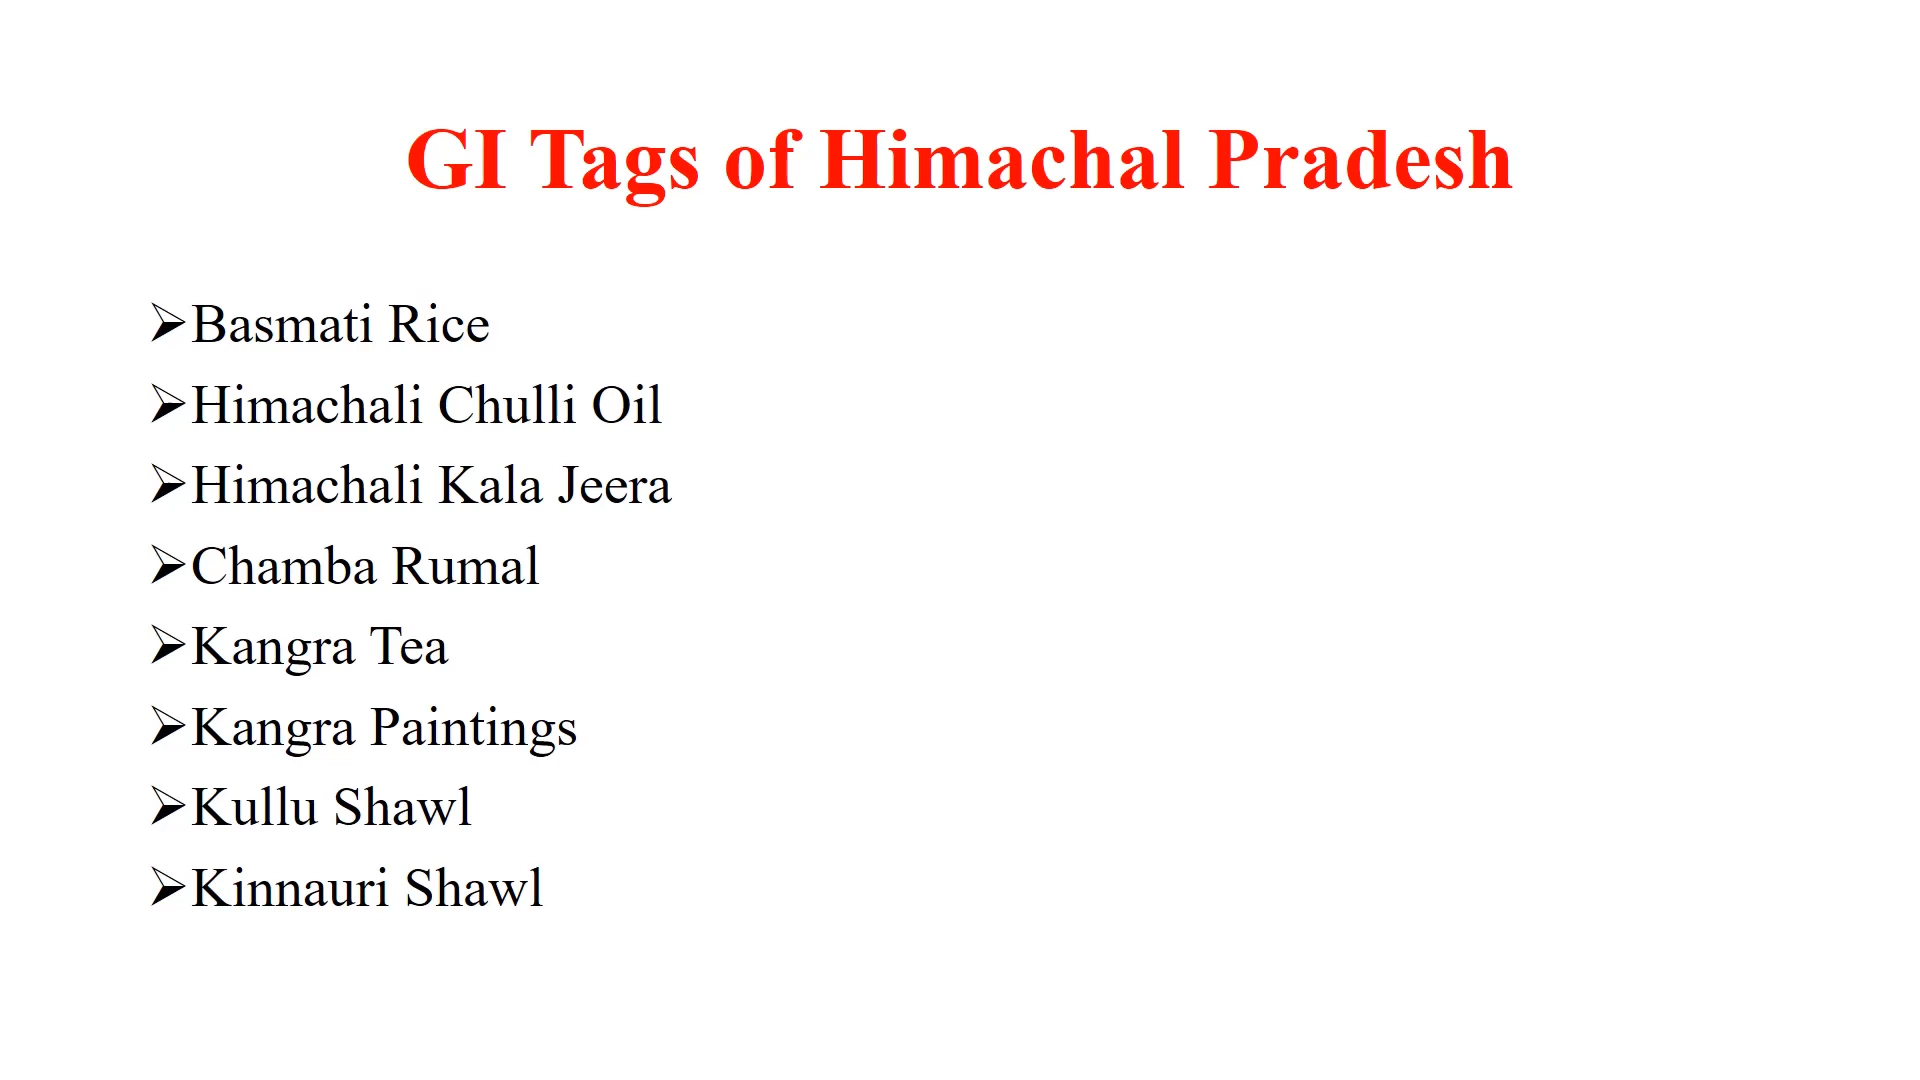 GI Tags of Himachal Pradesh
➢Basmati Rice
➢Himachali Chulli Oil
➢Himachali Kala Jeera
➢Chamba Rumal
➢Kangra Tea
➢Kangra Paintings
➢Kullu Shawl
➢Kinnauri Shawl